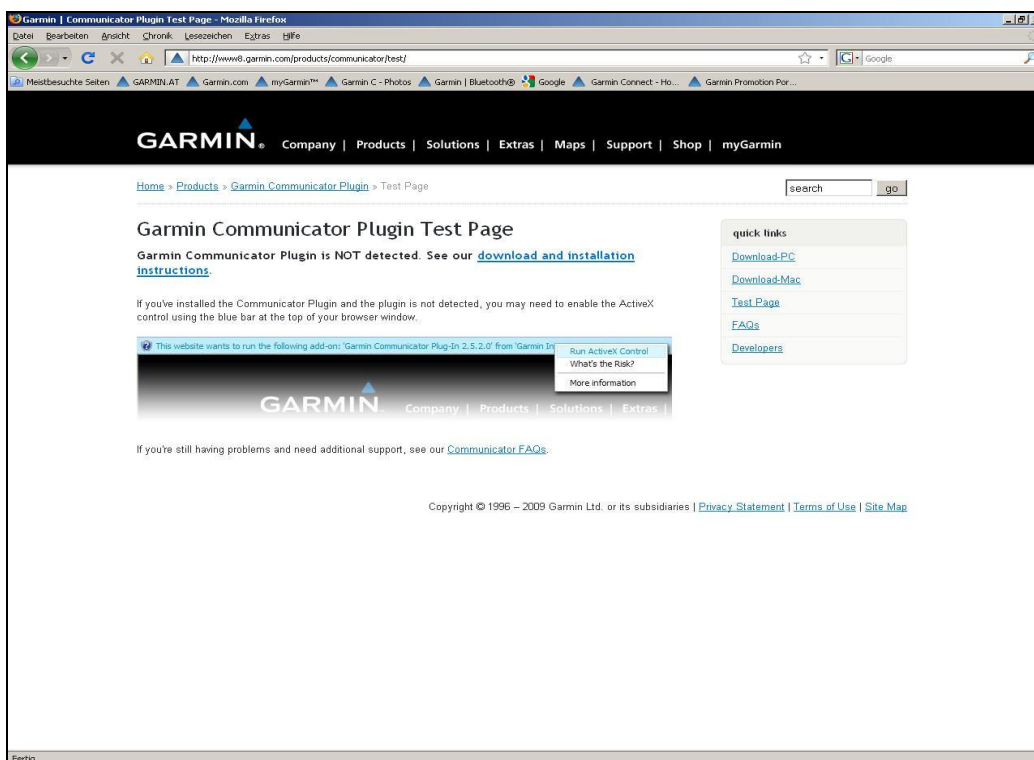 Garmin | Communicator Plugin Test Page - Mozilla Firefox
Datei Bearbeiten Ansicht Chronik Lesezeichen Extras Hilfe
http://www8.garmin.com/products/communicator/test/
Google
Meistbesuchte Seiten GARMIN.AT Garmin.com myGarmin™ Garmin C - Photos Garmin | Bluetooth® Google Garmin Connect - Ho... Garmin Promotion Por...
GARMIN® Company | Products | Solutions | Extras | Maps | Support | Shop | myGarmin
Home » Products » Garmin Communicator Plugin » Test Page
search go
Garmin Communicator Plugin Test Page
Garmin Communicator Plugin is NOT detected. See our download and installation
instructions.
If you've installed the Communicator Plugin and the plugin is not detected, you may need to enable the ActiveX
control using the blue bar at the top of your browser window.
This website wants to run the following add-on: 'Garmin Communicator Plug-In 2.5.2.0' from 'Garmin In
Run ActiveX Control
What's the Risk?
More information
GARMIN. Company | Products | Solutions | Extras |
If you're still having problems and need additional support, see our Communicator FAQs.
quick links
Download-PC
Download-Mac
Test Page
FAQs
Developers
Copyright © 1996 – 2009 Garmin Ltd. or its subsidiaries | Privacy Statement | Terms of Use | Site Map
Fertig